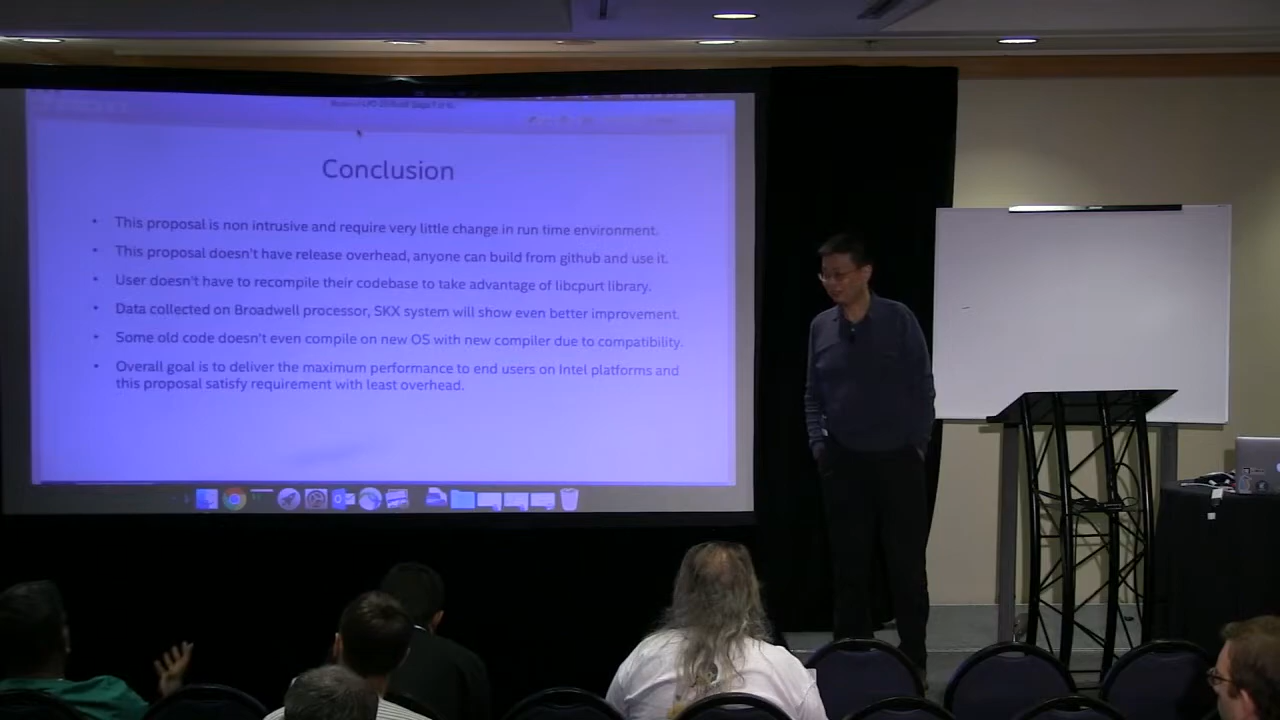 Conclusion
• This proposal is non intrusive and require very little change in run time environment.
• This proposal doesn't have release overhead, anyone can build from github and use it.
• User doesn't have to recompile their codebase to take advantage of libcpurt library.
• Data collected on Broadwell processor, SKX system will show even better improvement.
• Some old code doesn't even compile on new OS with new compiler due to compatibility.
• Overall goal is to deliver the maximum performance to end users on Intel platforms and
this proposal satisfy requirement with least overhead.